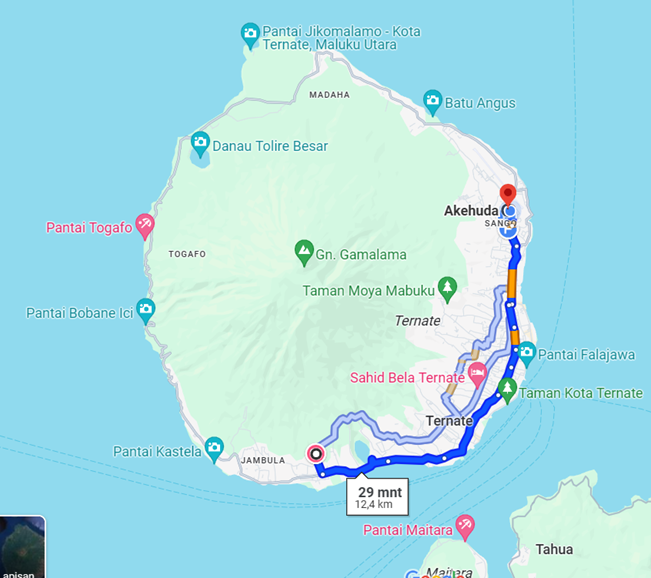 Pantai Jikomalamo - Kota
Ternate, Maluku Utara
MADAHA
Batu Angus
Danau Tolire Besar
Akehuda
Pantai Togafo
TOGAFO
Gn. Gamalama
Taman Moya Mabuku
Pantai Bobane Ici
Ternate
Pantai Falajawa
Sahid Bela Ternate
Taman Kota Ternate
Ternate
Pantai Kastela
JAMBULA
29 mnt
12,4 km
Pantai Maitara
Tahua
Maitara
apisan